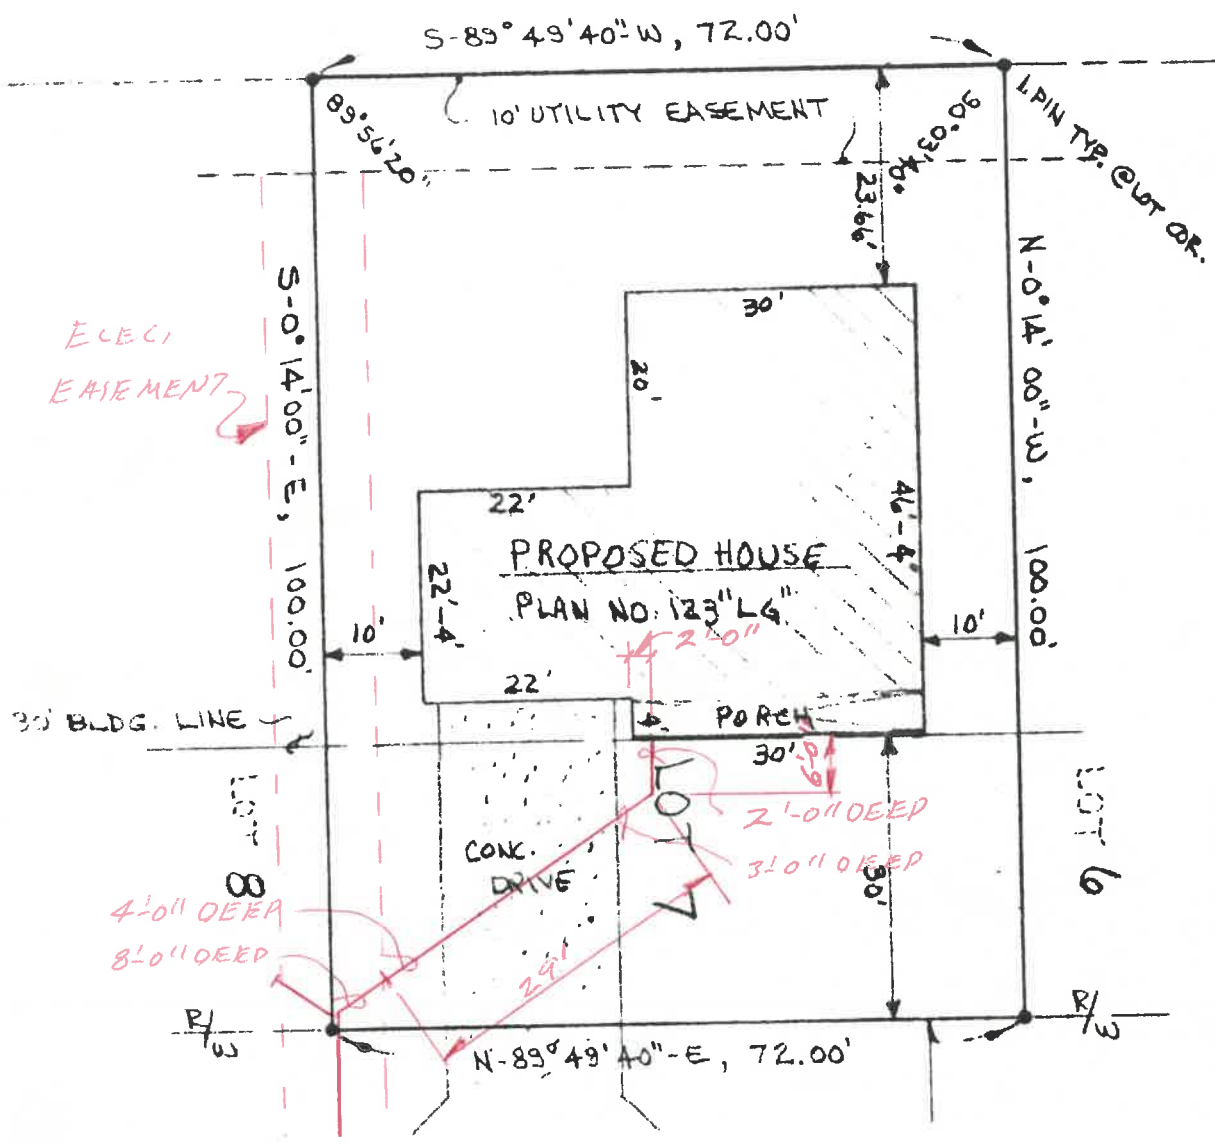 S-89° 49' 40"-W, 72.00'
10' UTILITY EASEMENT
89°56'20"
90°03'40"
I.PIN TYP. @ LOT COR.
23.66'
S-0°14'00"-E, 100.00'
N-0°14'00"-W, 100.00'
ELEC.
EASEMENT
30'
20'
22'
46'-4"
PROPOSED HOUSE
PLAN NO. 123"LG"
22'-4"
10'
10'
2'-0"
22'
4'
PORCH
30' BLDG. LINE
30'
LOT 8
LOT 7
LOT 6
2'-0" DEEP
3'-0" DEEP
CONC.
DRIVE
30'
4'-0" DEEP
8'-0" DEEP
29'
R/W
R/W
N-89° 49' 40"-E, 72.00'